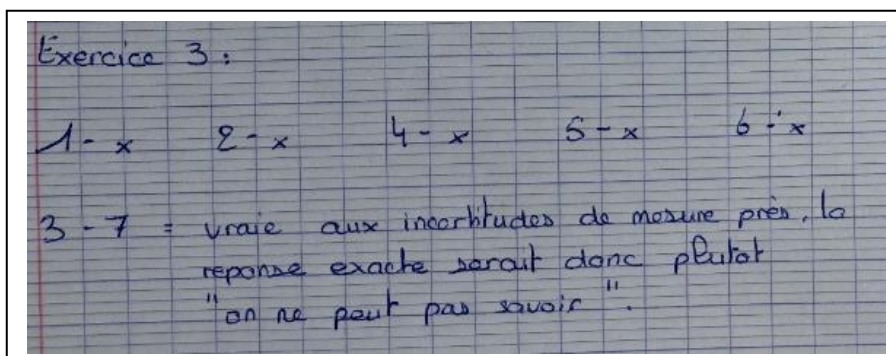 Exercice 3 :
1 - x 2 - x 4 - x 5 - x 6 - x
3 - 7 = vraie aux incertitudes de mesure près, la
reponse exacte serait donc plutot
"on ne peut pas savoir".